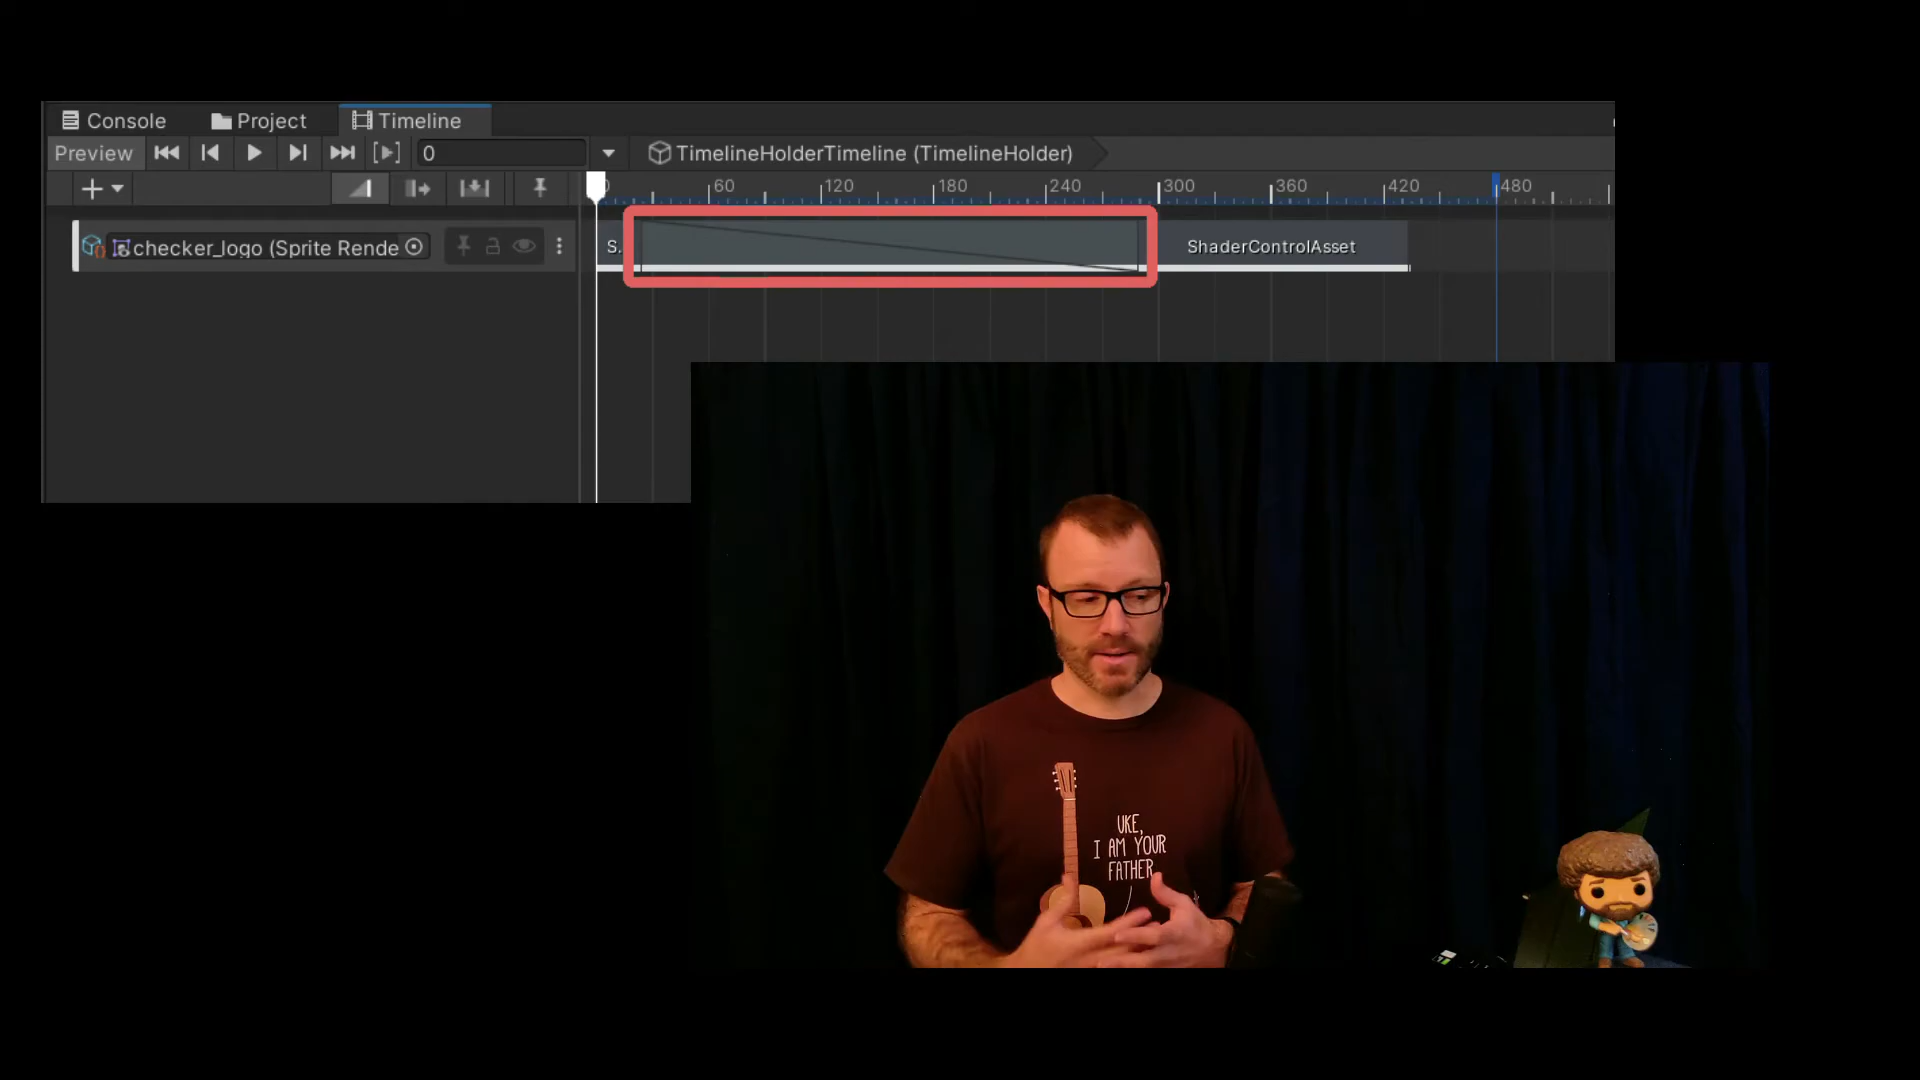 Console Project Timeline
Preview 0 TimelineHolderTimeline (TimelineHolder)
0 60 120 180 240 300 360 420 480
checker_logo (Sprite Rende S. ShaderControlAsset
UKE,
I AM YOUR
FATHER